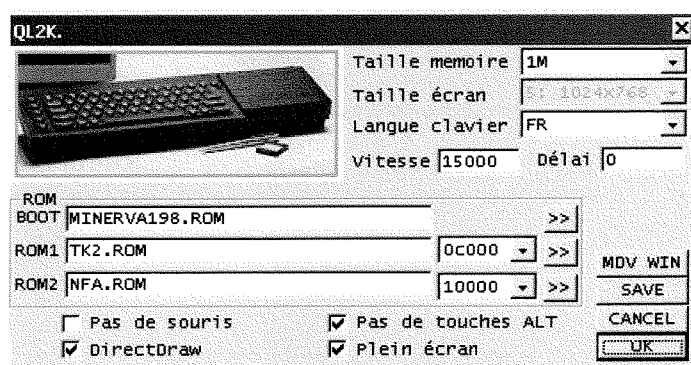 QL2K.
Taille memoire 1M
Taille écran 5: 1024x768
Langue clavier FR
Vitesse 15000 Délai 0
ROM
BOOT MINERVA198.ROM >>
ROM1 TK2.ROM 0C000 >>
ROM2 NFA.ROM 10000 >>
MDV WIN
SAVE
Pas de souris Pas de touches ALT CANCEL
DirectDraw Plein écran OK